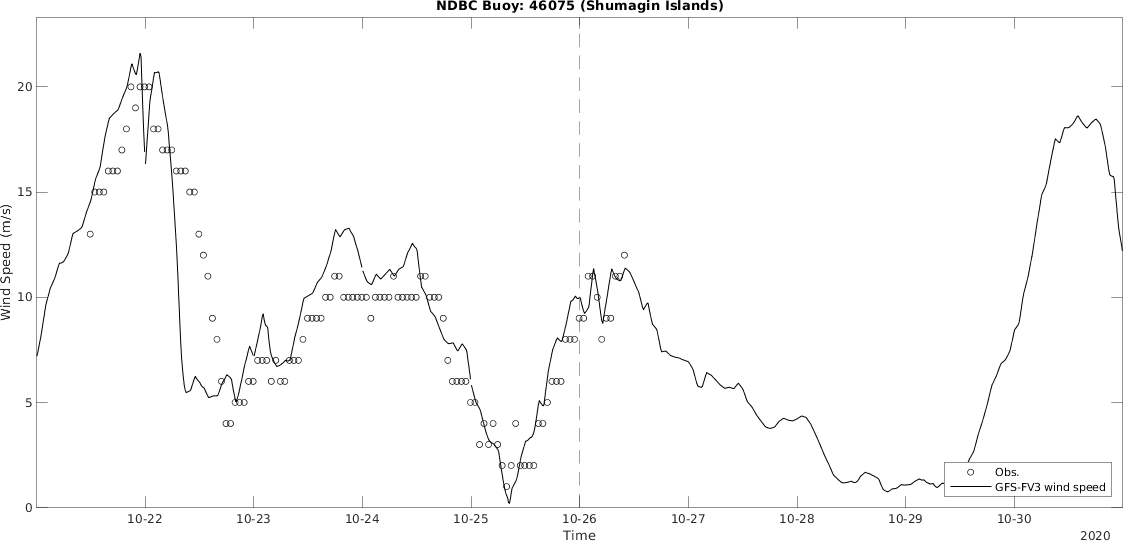 NDBC Buoy: 46075 (Shumagin Islands)
Wind Speed (m/s)
20
15
10
5
0
10-22 10-23 10-24 10-25 10-26 10-27 10-28 10-29 10-30
Time
2020
Obs.
GFS-FV3 wind speed